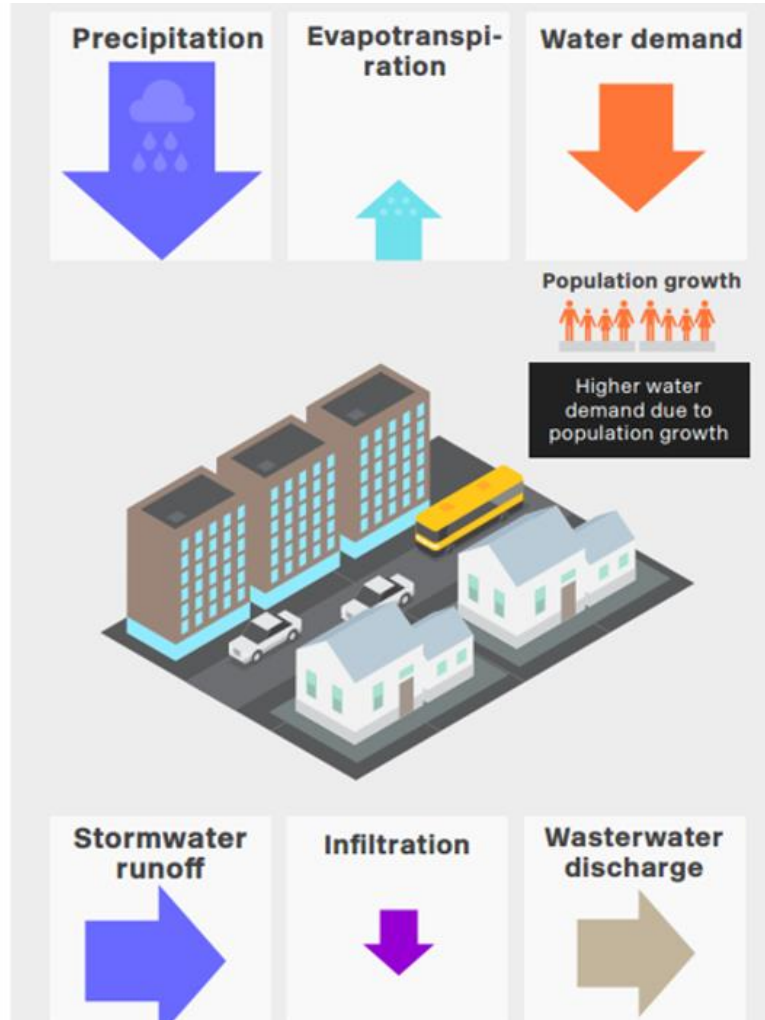 Precipitation
Evapotranspi-
ration
Water demand
Population growth
Higher water
demand due to
population growth
Stormwater
runoff
Infiltration
Wasterwater
discharge